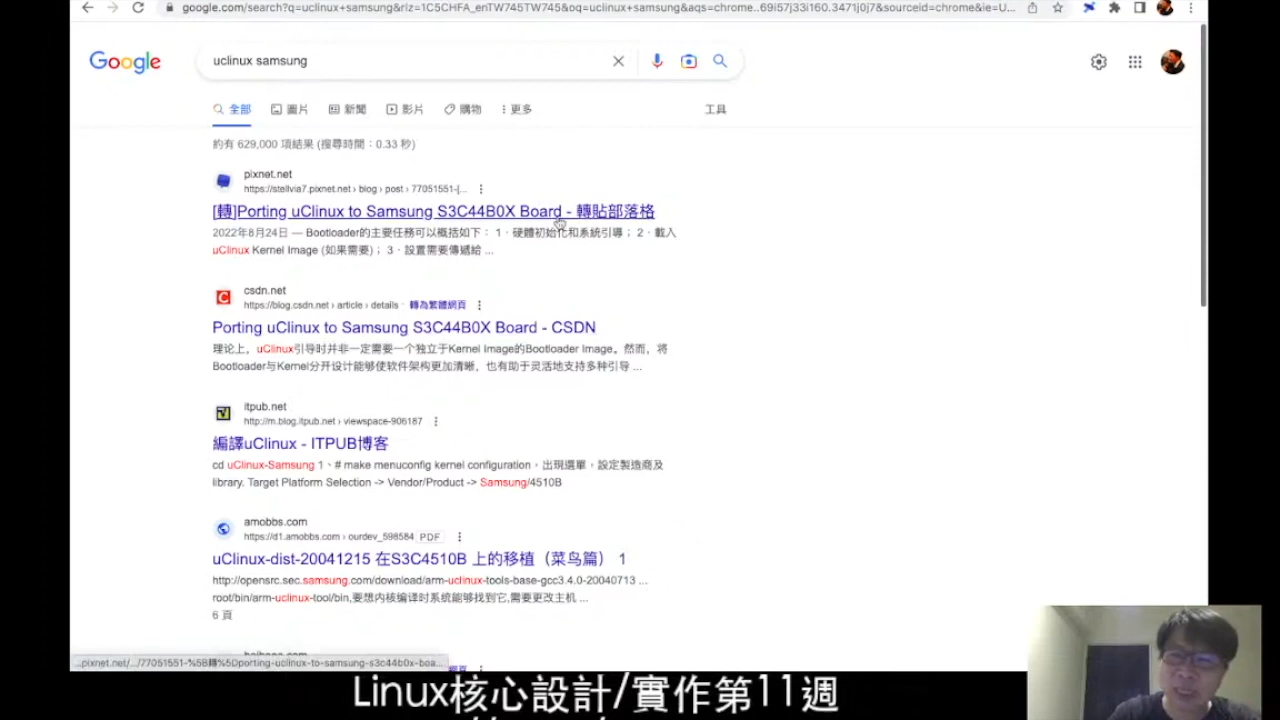 google.com/search?q=uclinux+samsung&rlz=1C5CHFA_enTW745TW745&oq=uclinux+samsung&aqs=chrome..69i57j33i160.3471j0j7&sourceid=chrome&ie=U...
Google
uclinux samsung
全部 圖片 新聞 影片 購物 更多 工具
約有 629,000 項結果 (搜尋時間：0.33 秒)
pixnet.net
https://stellvia7.pixnet.net › blog › post › 77051551-[...
[轉]Porting uClinux to Samsung S3C44B0X Board - 轉貼部落格
2022年8月24日 — Bootloader的主要任務可以概括如下： 1．硬體初始化和系統引導； 2．載入
uClinux Kernel Image (如果需要)； 3．設置需要傳遞給 ...
csdn.net
https://blog.csdn.net › article › details · 轉為繁體網頁
Porting uClinux to Samsung S3C44B0X Board - CSDN
理论上，uClinux引导时并非一定需要一个独立于Kernel Image的Bootloader Image。然而，将
Bootloader与Kernel分开设计能够使软件架构更加清晰，也有助于灵活地支持多种引导 ...
itpub.net
http://m.blog.itpub.net › viewspace-906187
編譯uClinux - ITPUB博客
cd uClinux-Samsung 1、# make menuconfig kernel configuration，出現選單，設定製造商及
library. Target Platform Selection -> Vendor/Product -> Samsung/4510B
amobbs.com
https://d1.amobbs.com › ourdev_598584 PDF
uClinux-dist-20041215 在S3C4510B 上的移植（菜鸟篇） 1
http://opensrc.sec.samsung.com/download/arm-uclinux-tools-base-gcc3.4.0-20040713 ...
root/bin/arm-uclinux-tool/bin,要想内核编译时系统能够找到它,需要更改主机 ...
6 頁
...pixnet.net/.../77051551-%5B轉%5Dporting-uclinux-to-samsung-s3c44b0x-boa...
Linux核心設計/實作第11週